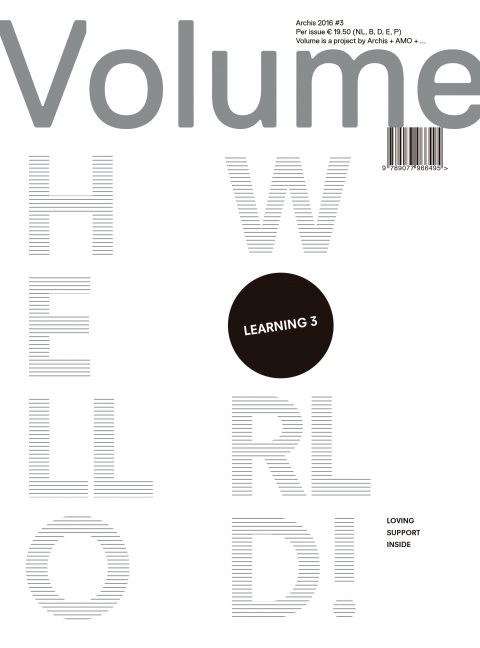 Archis 2016 #3
Per issue € 19.50 (NL, B, D, E, P)
Volume is a project by Archis + AMO + ...
Volume
9 789077 966495 >
H
E
LL
O
W
LEARNING 3
RL
D!
LOVING
SUPPORT
INSIDE